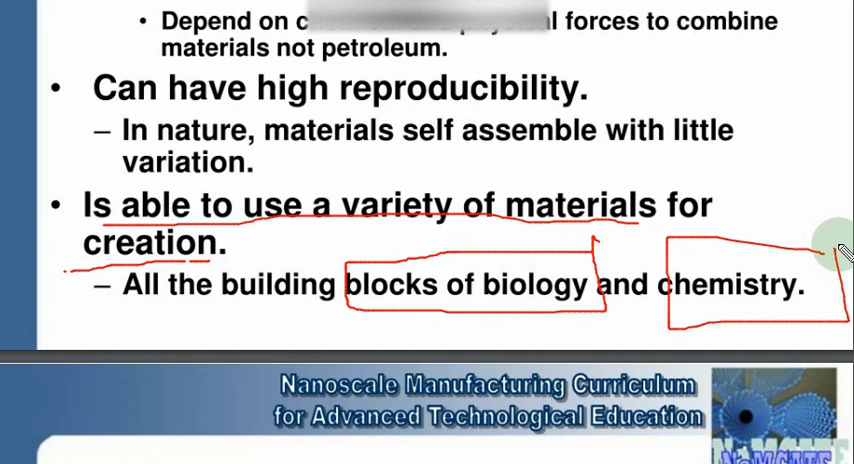 • Depend on l forces to combine
materials not petroleum.
• Can have high reproducibility.
– In nature, materials self assemble with little
variation.
• Is able to use a variety of materials for
creation.
– All the building blocks of biology and chemistry.
Nanoscale Manufacturing Curriculum
for Advanced Technological Education